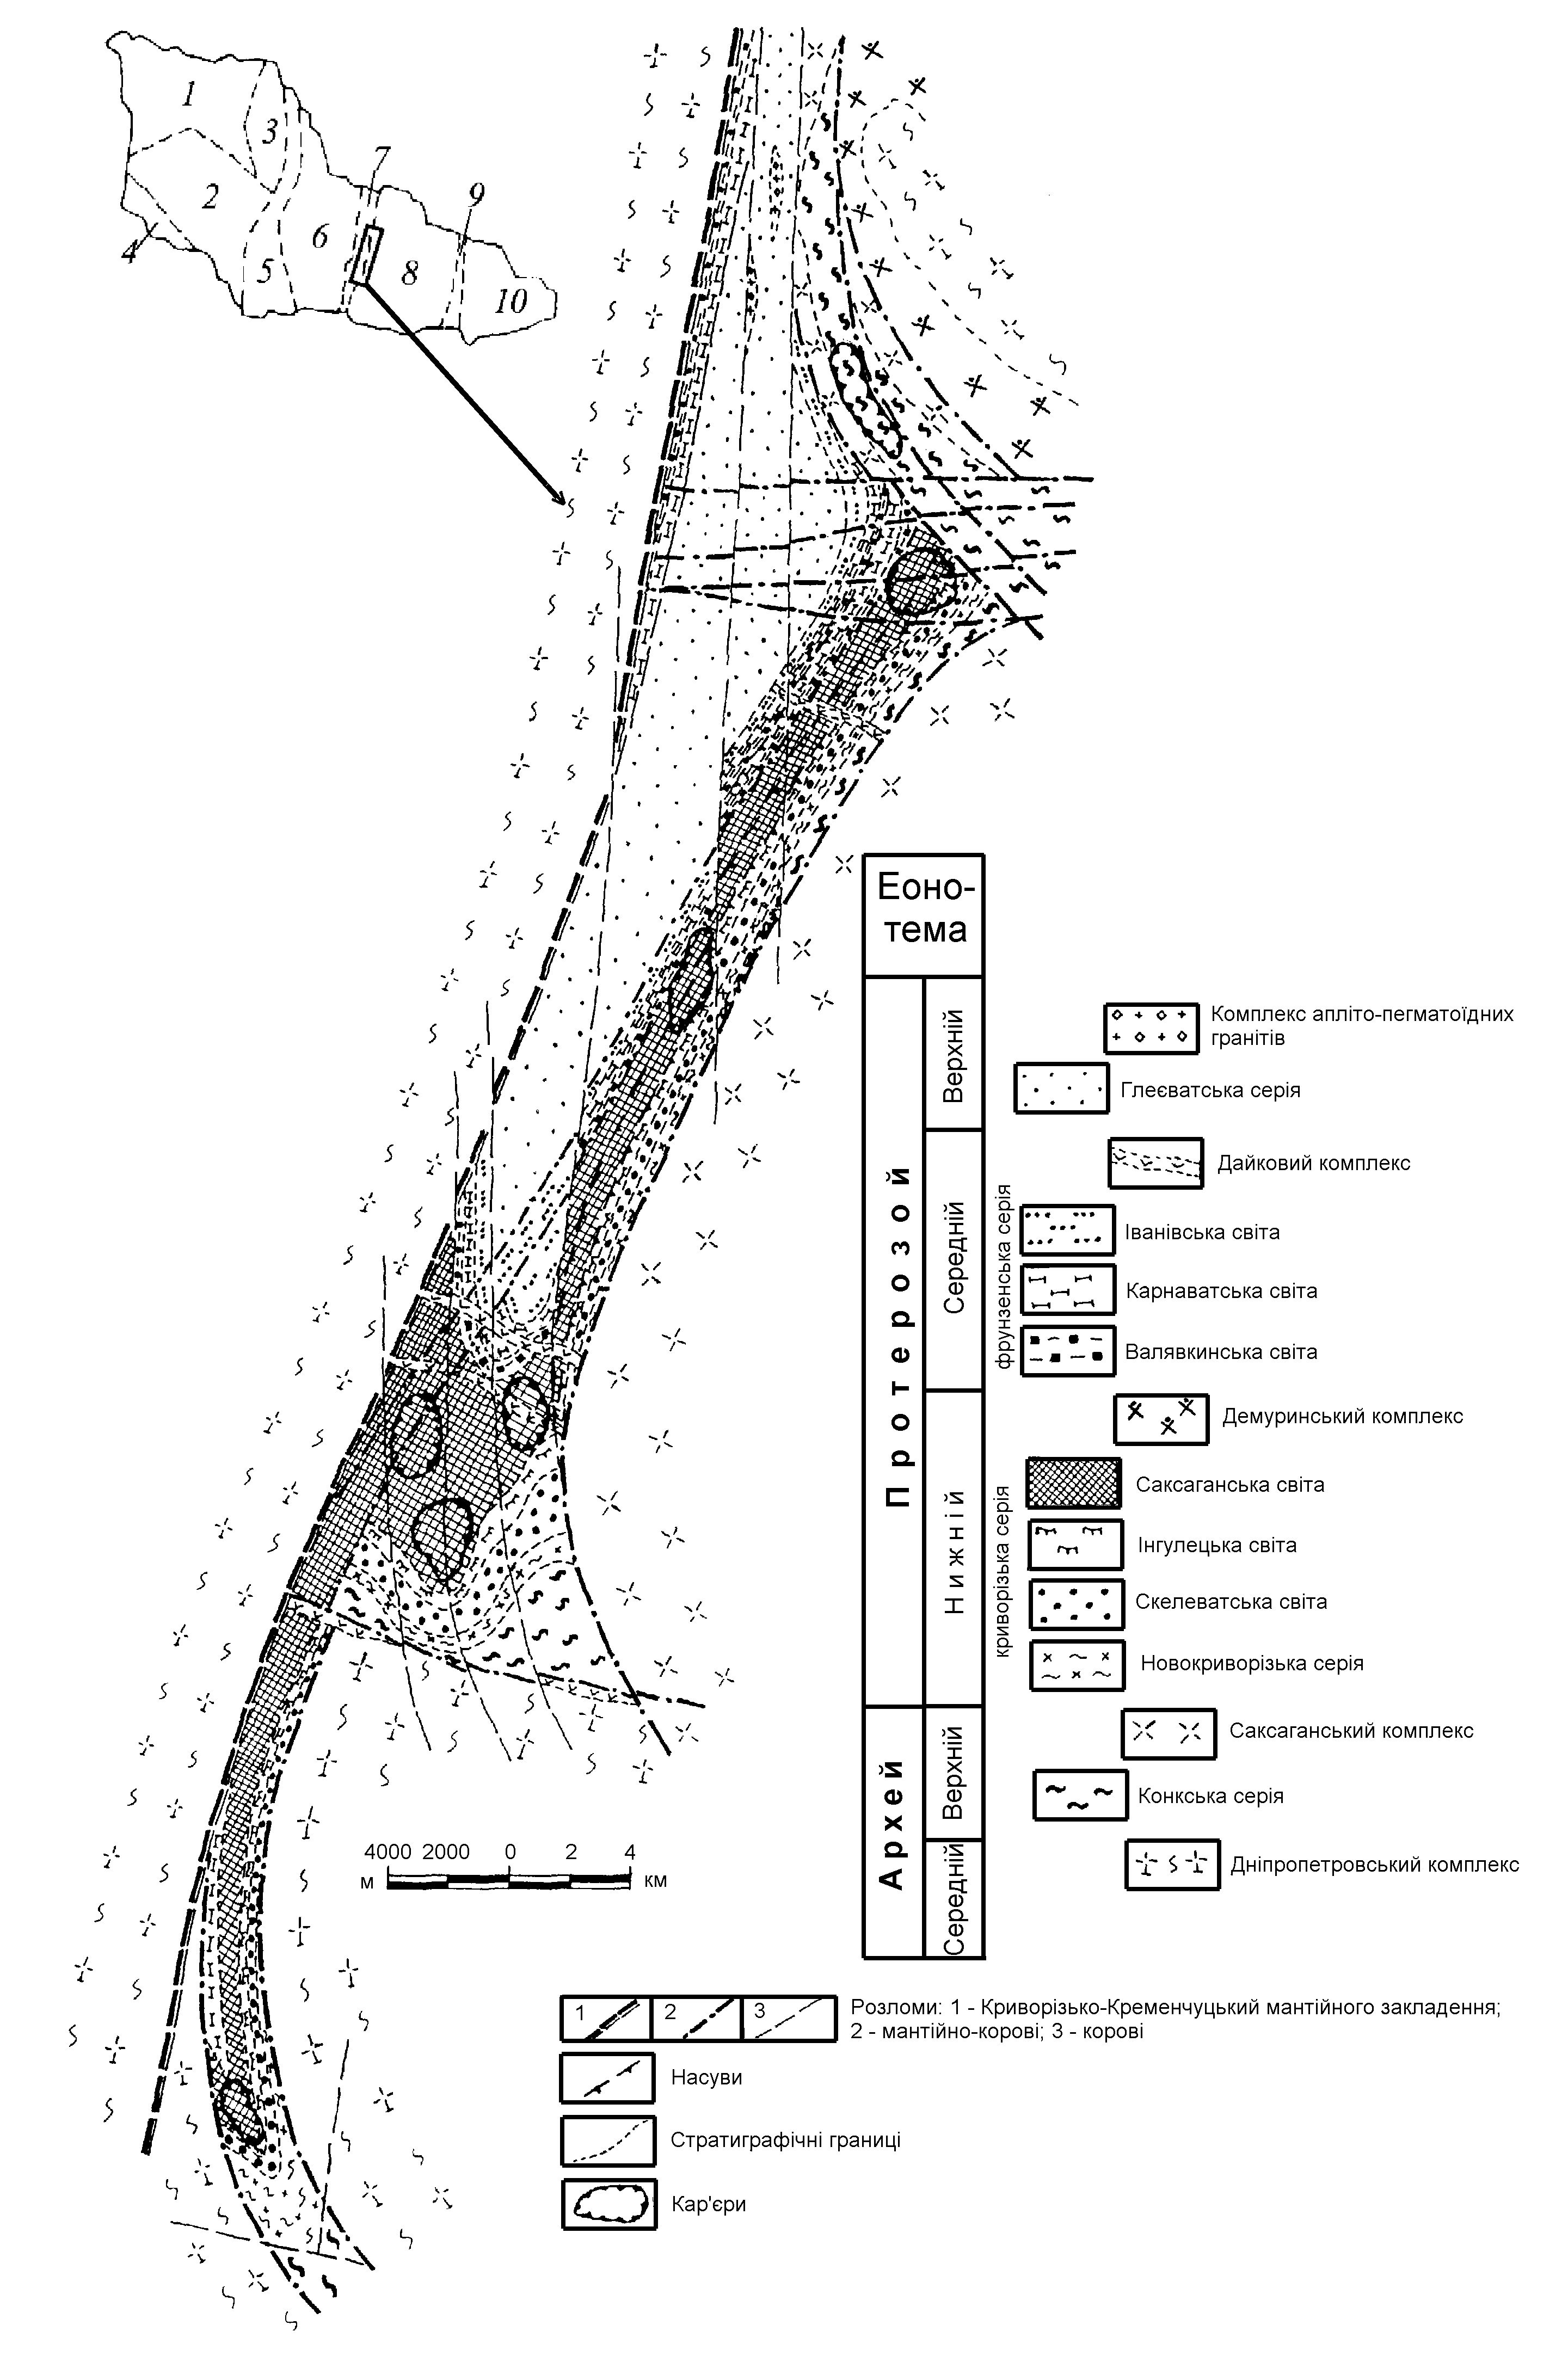 1
3
7
2
9
6
4
5
8
10
Еоно-
тема
Протерозой
Верхній
Середній
Нижній
Архей
Верхній
Середній
фрунзенська серія
криворізька серія
Комплекс апліто-пегматоїдних
гранітів
Глеєватська серія
Дайковий комплекс
Іванівська світа
Карнаватська світа
Валявкинська світа
Демуринський комплекс
Саксаганська світа
Інгулецька світа
Скелеватська світа
Новокриворізька серія
Саксаганський комплекс
Конкська серія
Дніпропетровський комплекс
4000 2000 0 2 4
м км
1 2 3
Розломи: 1 - Криворізько-Кременчуцький мантійного закладення;
2 - мантійно-корові; 3 - корові
Насуви
Стратиграфічні границі
Кар'єри